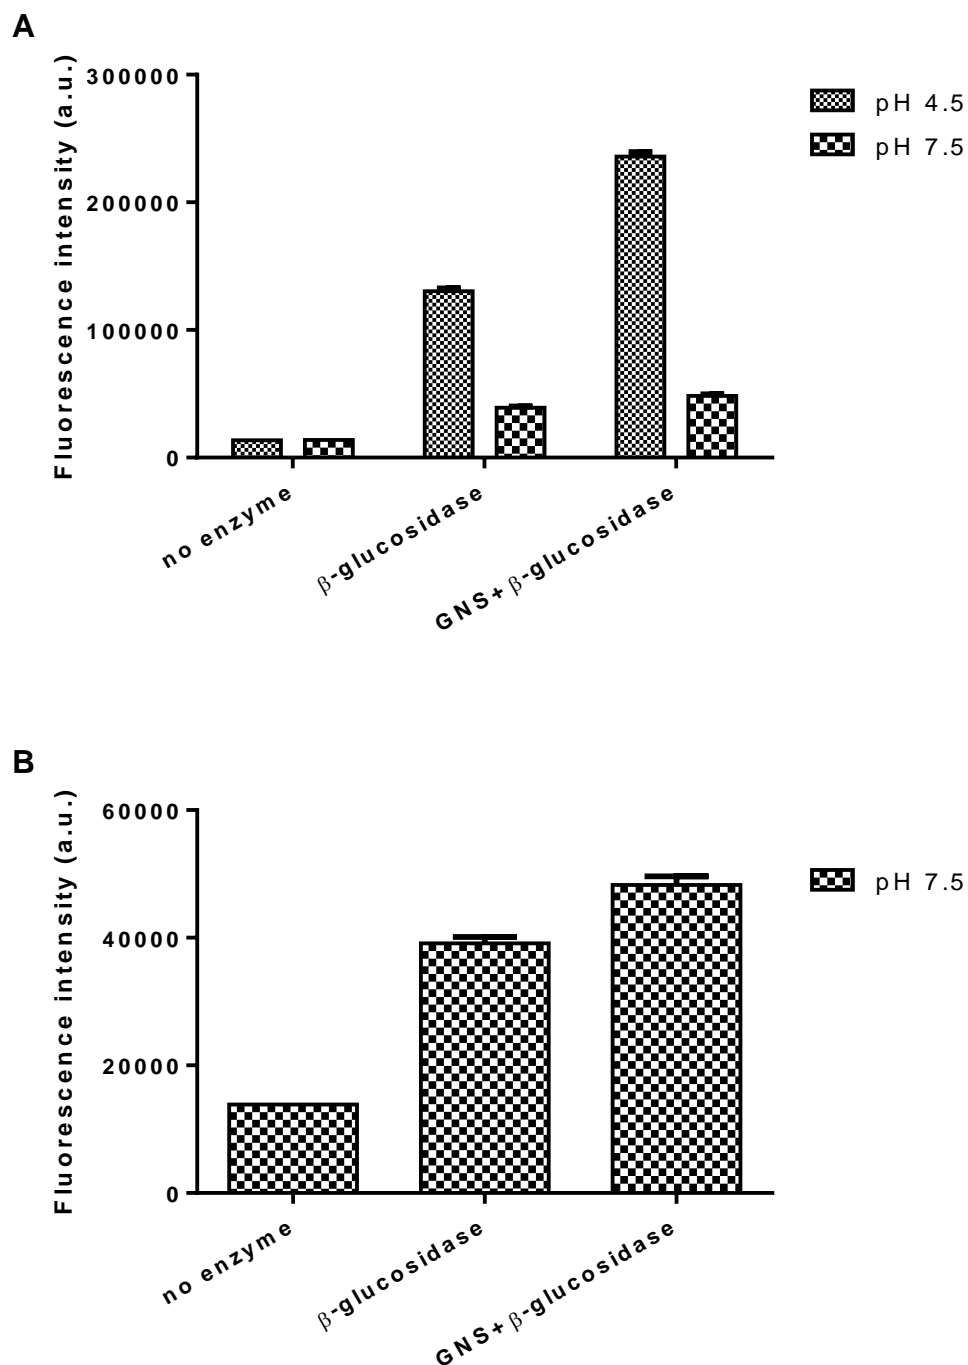 A
Fluorescence intensity (a.u.)
300000
200000
100000
0
pH 4.5
pH 7.5
no enzyme
β-glucosidase
GNS+ β-glucosidase
B
Fluorescence intensity (a.u.)
60000
40000
20000
0
pH 7.5
no enzyme
β-glucosidase
GNS+ β-glucosidase